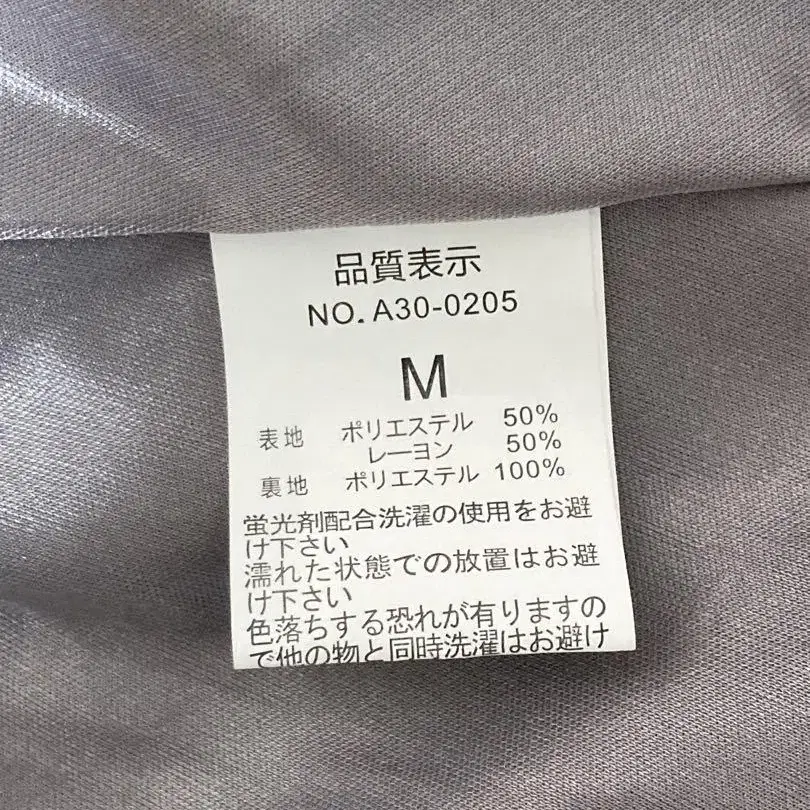 品質表示
NO. A30-0205
M
表地 ポリエステル 50%
レーヨン 50%
裏地 ポリエステル 100%
蛍光剤配合洗濯の使用をお避
け下さい
濡れた状態での放置はお避
け下さい
色落ちする恐れが有りますの
で他の物と同時洗濯はお避け